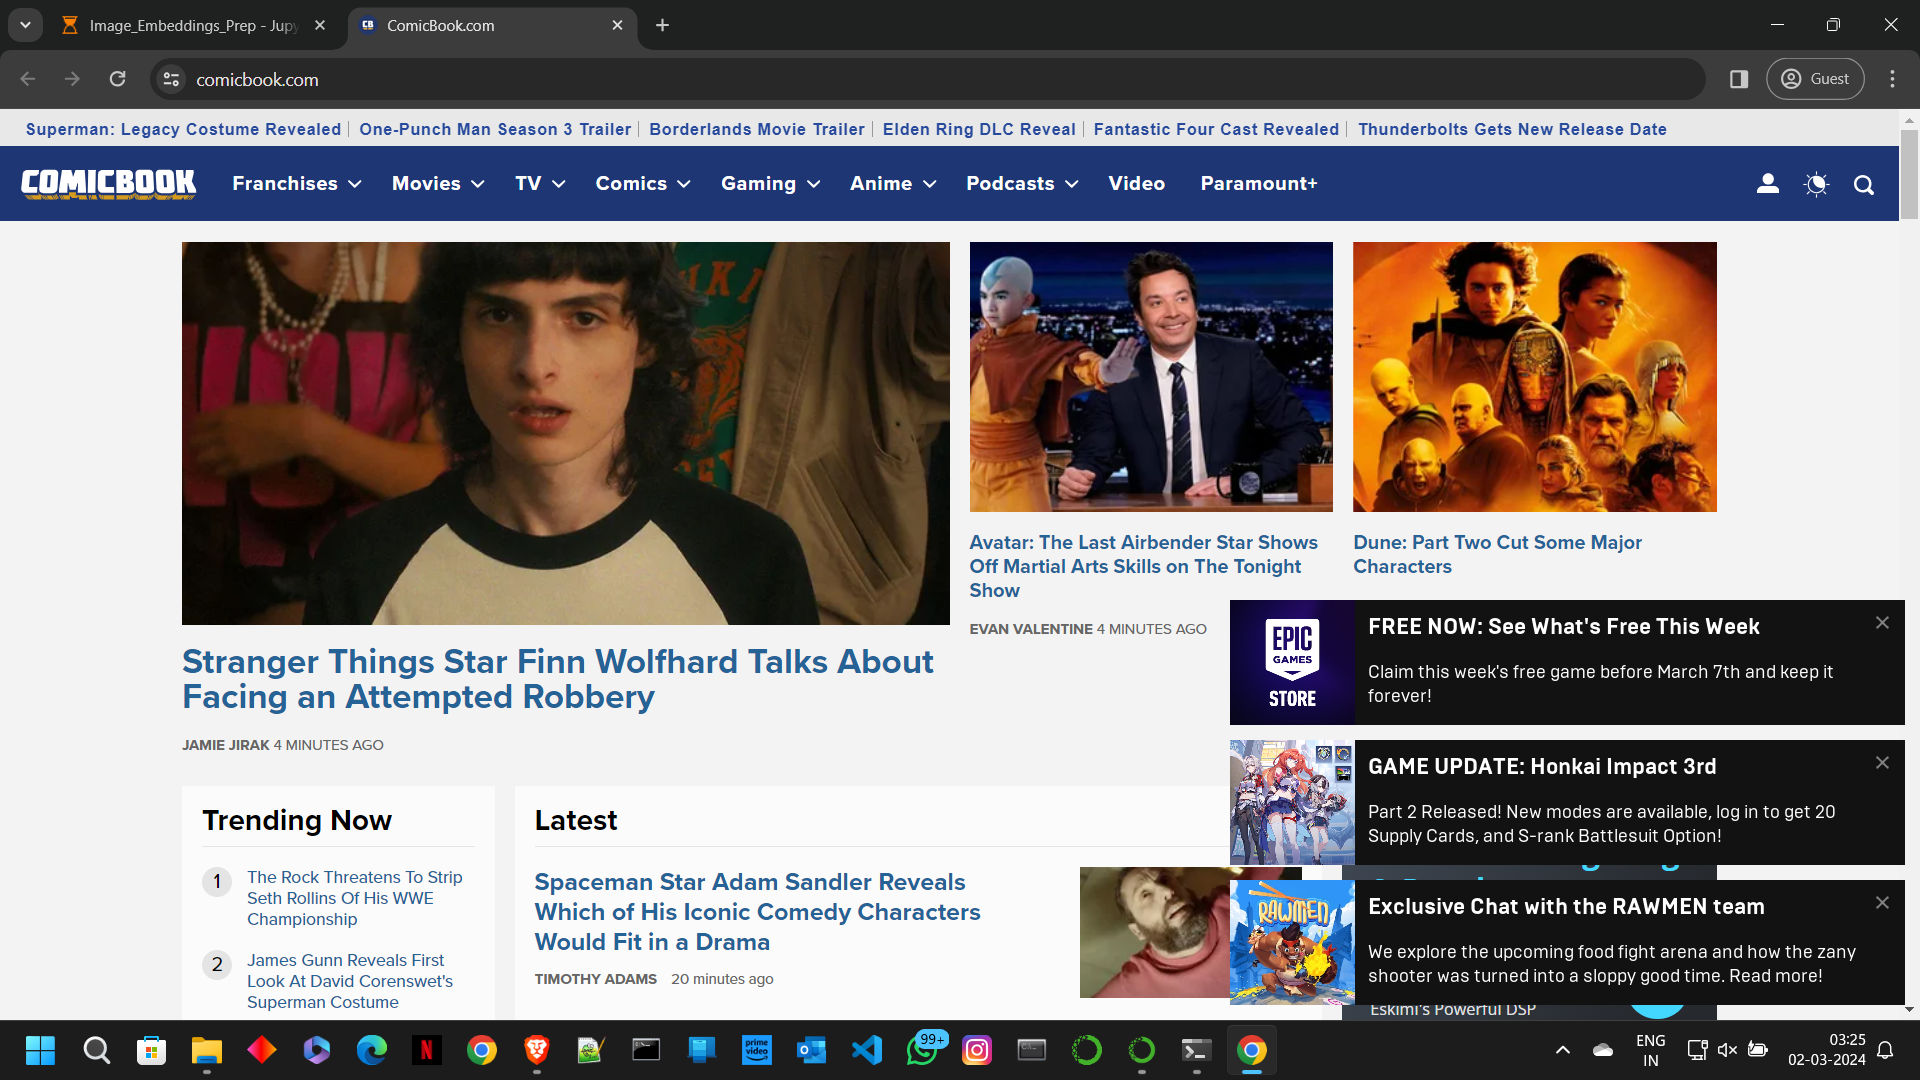 Image_Embeddings_Prep - Jupy
ComicBook.com
comicbook.com
Guest
Superman: Legacy Costume Revealed
One-Punch Man Season 3 Trailer
Borderlands Movie Trailer
Elden Ring DLC Reveal
Fantastic Four Cast Revealed
Thunderbolts Gets New Release Date
COMICBOOK
Franchises
Movies
TV
Comics
Gaming
Anime
Podcasts
Video
Paramount+
Stranger Things Star Finn Wolfhard Talks About
Facing an Attempted Robbery
JAMIE JIRAK 4 MINUTES AGO
Avatar: The Last Airbender Star Shows
Off Martial Arts Skills on The Tonight
Show
EVAN VALENTINE 4 MINUTES AGO
Dune: Part Two Cut Some Major
Characters
EPIC
GAMES
STORE
FREE NOW: See What's Free This Week
Claim this week's free game before March 7th and keep it
forever!
GAME UPDATE: Honkai Impact 3rd
Part 2 Released! New modes are available, log in to get 20
Supply Cards, and S-rank Battlesuit Option!
RAWMEN
Exclusive Chat with the RAWMEN team
We explore the upcoming food fight arena and how the zany
shooter was turned into a sloppy good time. Read more!
Eskimi's Powerful DSP
Trending Now
1
The Rock Threatens To Strip
Seth Rollins Of His WWE
Championship
2
James Gunn Reveals First
Look At David Corenswet's
Superman Costume
Latest
Spaceman Star Adam Sandler Reveals
Which of His Iconic Comedy Characters
Would Fit in a Drama
TIMOTHY ADAMS 20 minutes ago
prime
video
99+
ENG
IN
03:25
02-03-2024